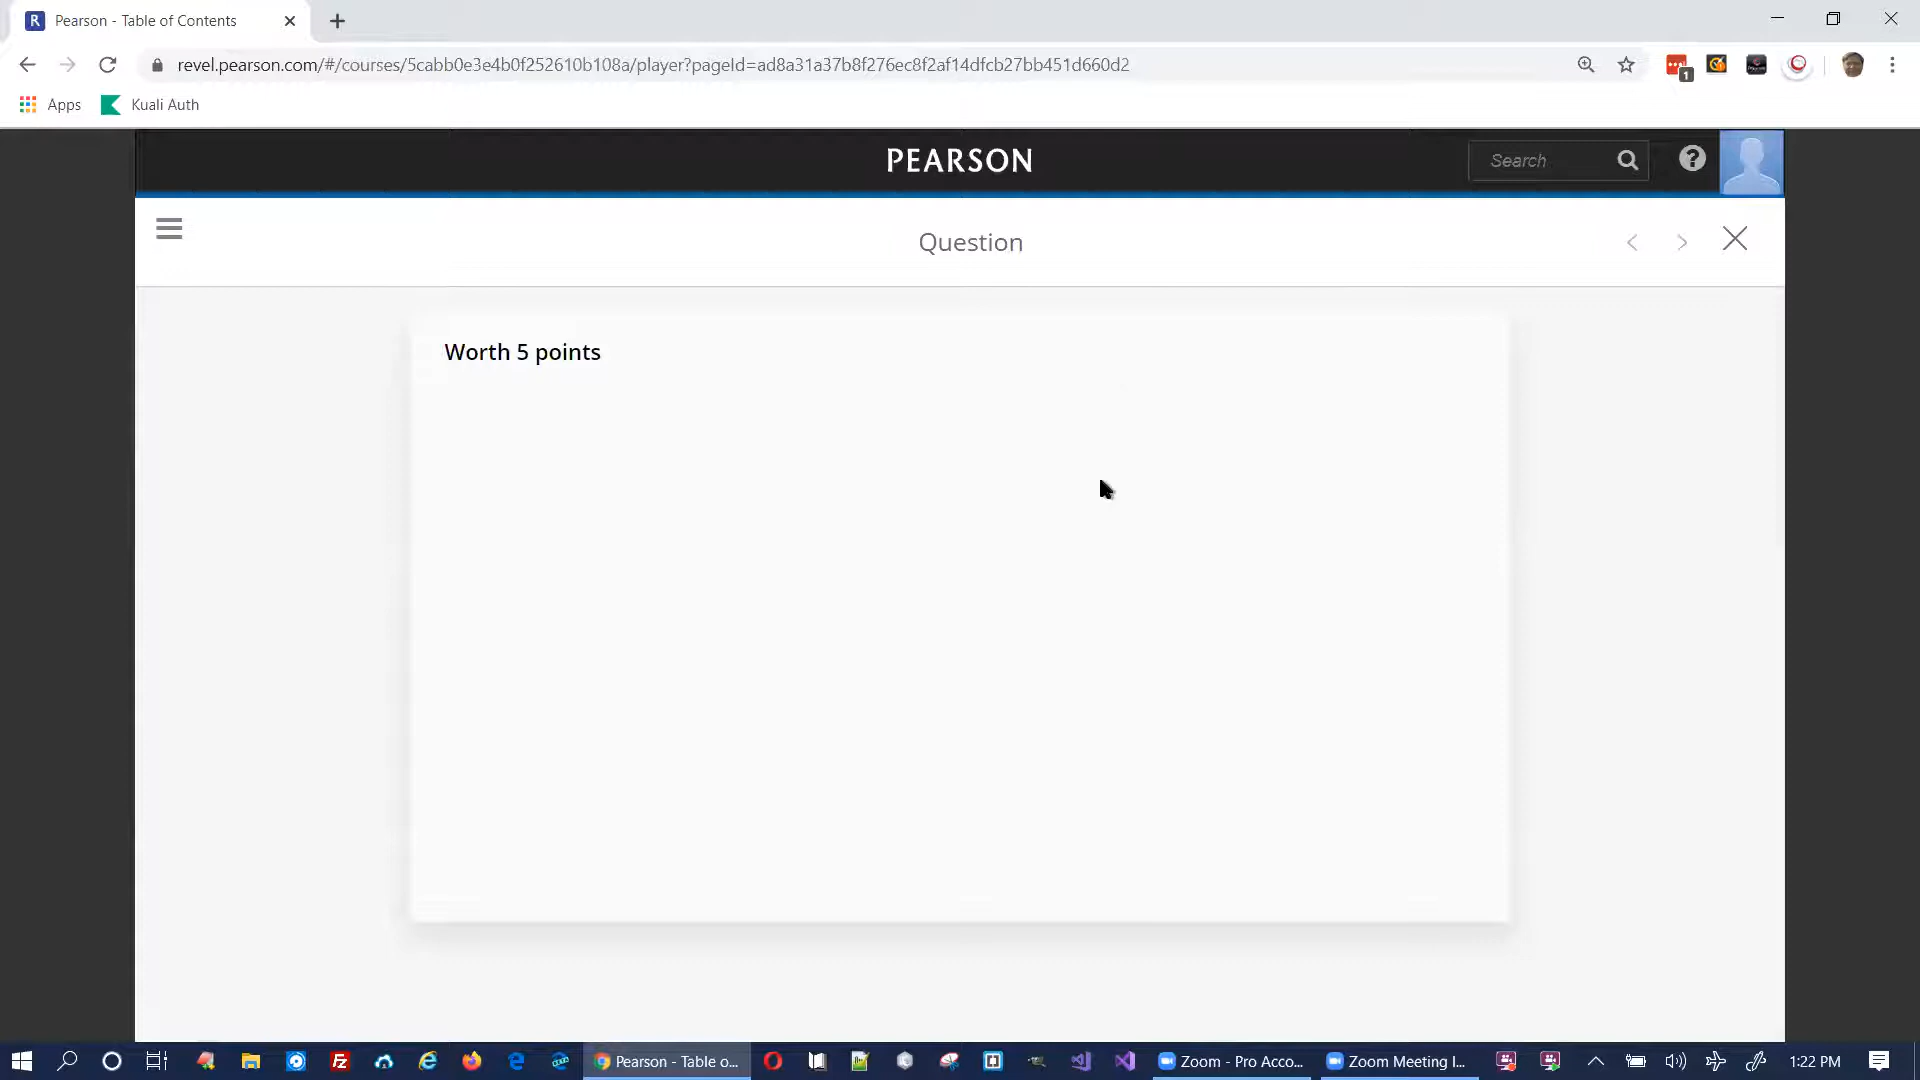 R Pearson - Table of Contents
revel.pearson.com/#/courses/5cabb0e3e4b0f252610b108a/player?pageId=ad8a31a37b8f276ec8f2af14dfcb27bb451d660d2
1
Apps Kuali Auth
PEARSON
Search
?
Question
Worth 5 points
Pearson - Table o... Zoom - Pro Acco... Zoom Meeting I... 1:22 PM